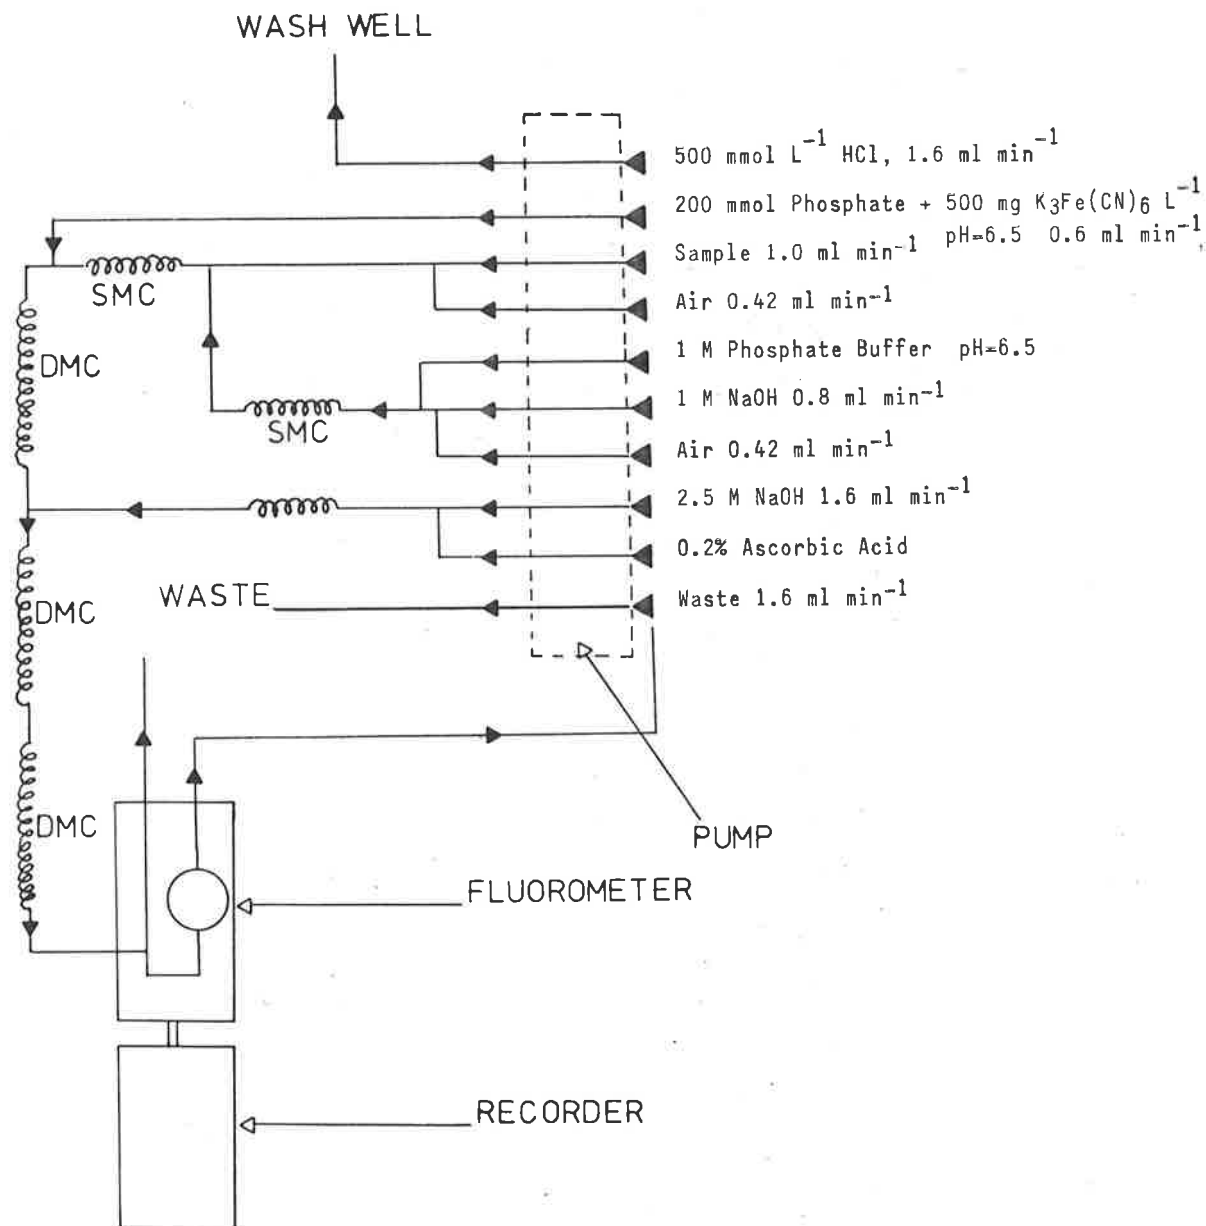 WASH WELL
500 mmol L⁻¹ HCl, 1.6 ml min⁻¹
200 mmol Phosphate + 500 mg K₃Fe(CN)₆ L⁻¹
pH=6.5 0.6 ml min⁻¹
Sample 1.0 ml min⁻¹
SMC
Air 0.42 ml min⁻¹
DMC
1 M Phosphate Buffer pH=6.5
1 M NaOH 0.8 ml min⁻¹
SMC
Air 0.42 ml min⁻¹
2.5 M NaOH 1.6 ml min⁻¹
0.2% Ascorbic Acid
DMC
WASTE
Waste 1.6 ml min⁻¹
DMC
PUMP
FLUOROMETER
RECORDER